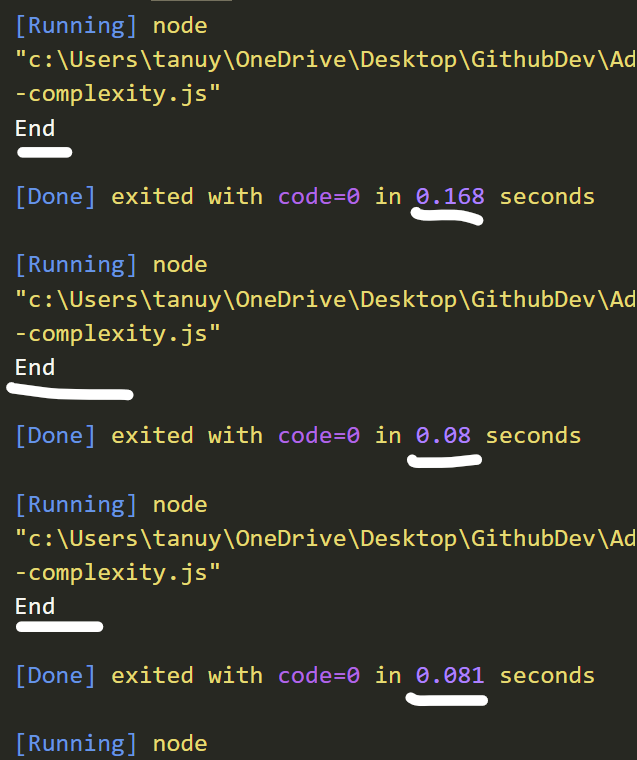 [Running] node
"c:\Users\tanuy\OneDrive\Desktop\GithubDev\Ad
-complexity.js"
End
[Done] exited with code=0 in 0.168 seconds
[Running] node
"c:\Users\tanuy\OneDrive\Desktop\GithubDev\Ad
-complexity.js"
End
[Done] exited with code=0 in 0.08 seconds
[Running] node
"c:\Users\tanuy\OneDrive\Desktop\GithubDev\Ad
-complexity.js"
End
[Done] exited with code=0 in 0.081 seconds
[Running] node